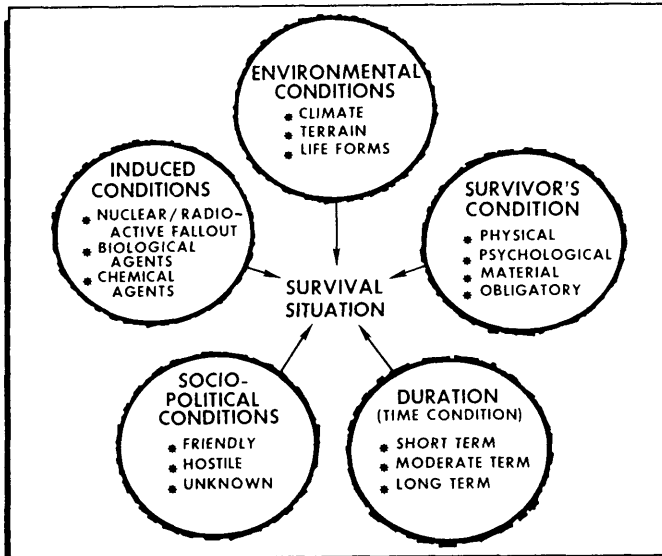 ENVIRONMENTAL
CONDITIONS
* CLIMATE
* TERRAIN
* LIFE FORMS
INDUCED
CONDITIONS
* NUCLEAR/RADIO-
ACTIVE FALLOUT
* BIOLOGICAL
AGENTS
* CHEMICAL
AGENTS
SURVIVOR'S
CONDITION
* PHYSICAL
* PSYCHOLOGICAL
* MATERIAL
* OBLIGATORY
SURVIVAL
SITUATION
SOCIO-
POLITICAL
CONDITIONS
* FRIENDLY
* HOSTILE
* UNKNOWN
DURATION
(TIME CONDITION)
* SHORT TERM
* MODERATE TERM
* LONG TERM